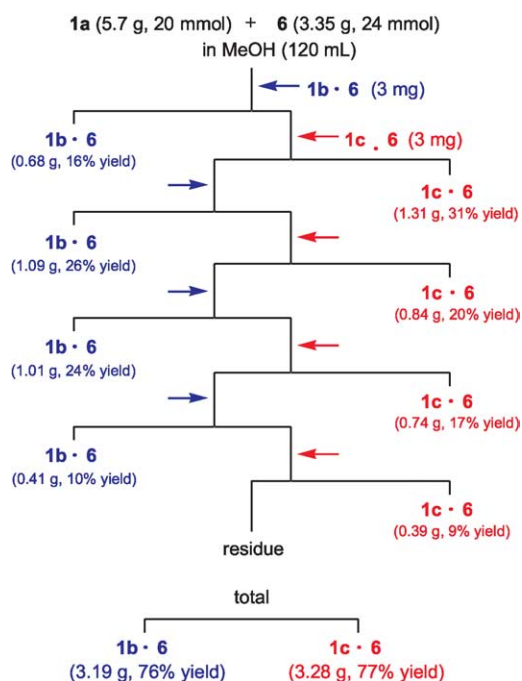 1a (5.7 g, 20 mmol) + 6 (3.35 g, 24 mmol)
in MeOH (120 mL)
1b · 6 (3 mg)
1b · 6
(0.68 g, 16% yield)
1c . 6 (3 mg)
1c · 6
(1.31 g, 31% yield)
1b · 6
(1.09 g, 26% yield)
1c · 6
(0.84 g, 20% yield)
1b · 6
(1.01 g, 24% yield)
1c · 6
(0.74 g, 17% yield)
1b · 6
(0.41 g, 10% yield)
1c · 6
(0.39 g, 9% yield)
residue
total
1b · 6
(3.19 g, 76% yield)
1c · 6
(3.28 g, 77% yield)